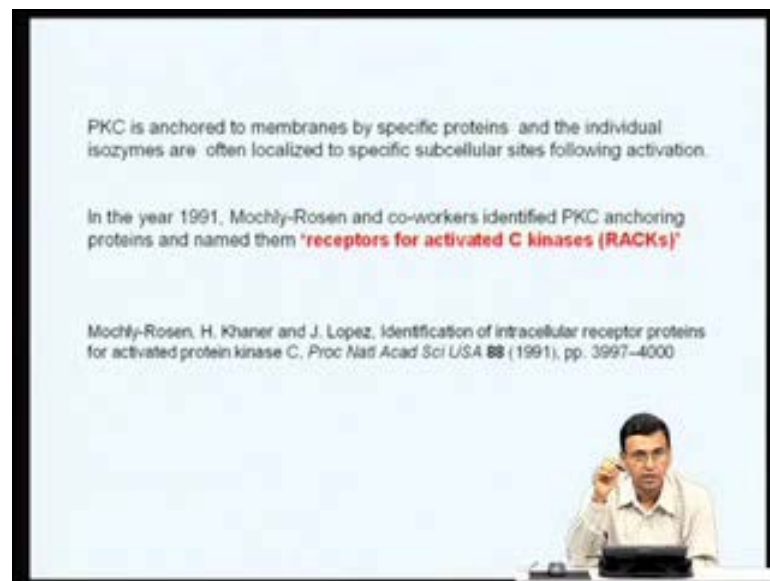 PKC is anchored to membranes by specific proteins and the individual
isozymes are often localized to specific subcellular sites following activation.
In the year 1991, Mochly-Rosen and co-workers identified PKC anchoring
proteins and named them "receptors for activated C kinases (RACKs)"
Mochly-Rosen, H. Khaner and J. Lopez, Identification of intracellular receptor proteins
for activated protein kinase C, Proc Natl Acad Sci USA 88 (1991), pp. 3997–4000